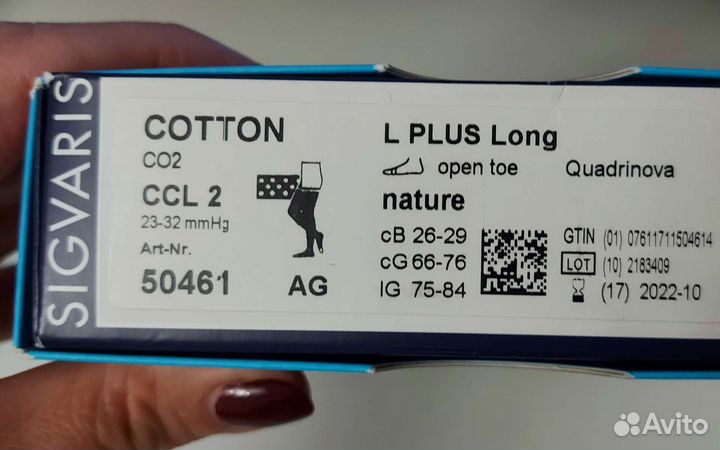 SIGVARIS
COTTON
CO2
CCL 2
23-32 mmHg
Art-Nr.
50461 AG
L PLUS Long
open toe Quadrinova
nature
cB 26-29
cG 66-76
lG 75-84
GTIN (01) 07611711504614
LOT (10) 2183409
(17) 2022-10
Avito